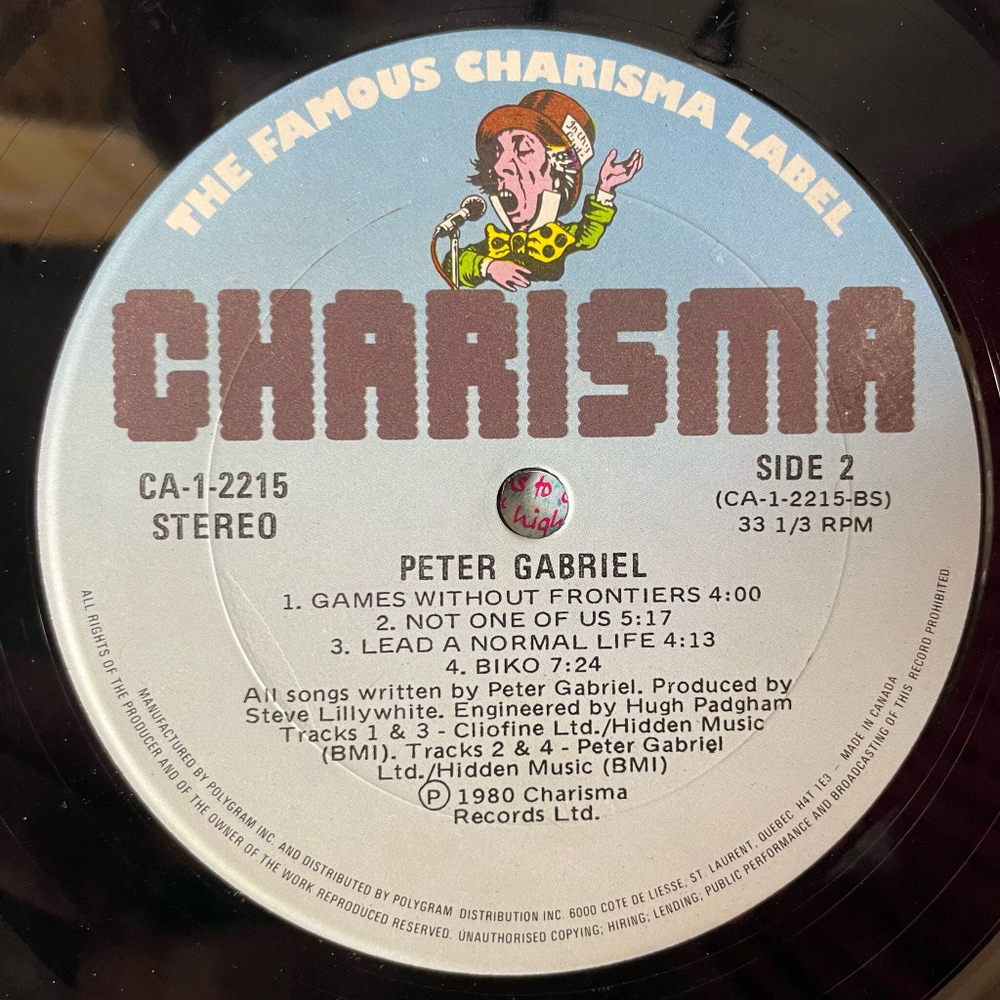 THE FAMOUS CHARISMA LABEL
In thy
CHARISMA
CA-1-2215
STEREO
SIDE 2
(CA-1-2215-BS)
33 1/3 RPM
s to
high
PETER GABRIEL
1. GAMES WITHOUT FRONTIERS 4:00
2. NOT ONE OF US 5:17
3. LEAD A NORMAL LIFE 4:13
4. BIKO 7:24
All songs written by Peter Gabriel. Produced by
Steve Lillywhite. Engineered by Hugh Padgham
Tracks 1 & 3 - Cliofine Ltd./Hidden Music
(BMI). Tracks 2 & 4 - Peter Gabriel
Ltd./Hidden Music (BMI)
Ⓟ 1980 Charisma
Records Ltd.
MANUFACTURED BY POLYGRAM INC. AND DISTRIBUTED BY POLYGRAM DISTRIBUTION INC. 6000 COTE DE LIESSE, ST. LAURENT, QUEBEC H4T 1E3 – MADE IN CANADA
ALL RIGHTS OF THE PRODUCER AND OF THE OWNER OF THE WORK REPRODUCED RESERVED. UNAUTHORISED COPYING; HIRING; LENDING; PUBLIC PERFORMANCE AND BROADCASTING OF THIS RECORD PROHIBITED.